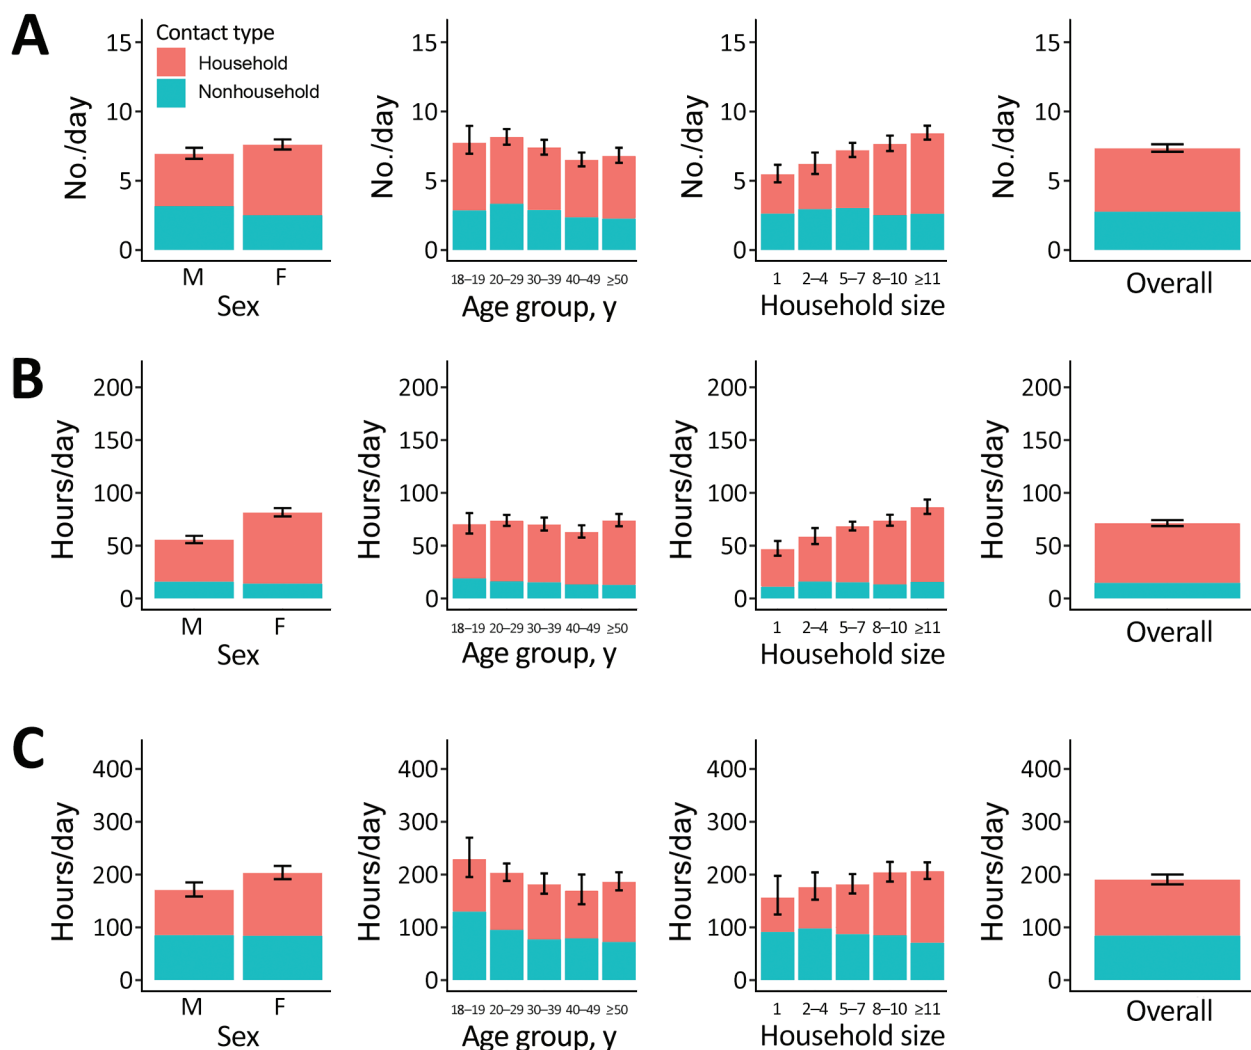 A
No./day
15
10
5
0
Contact type
Household
Nonhousehold
M F
Sex
No./day
15
10
5
0
18–19 20–29 30–39 40–49 ≥50
Age group, y
No./day
15
10
5
0
1 2–4 5–7 8–10 ≥11
Household size
No./day
15
10
5
0
Overall
B
Hours/day
200
150
100
50
0
M F
Sex
Hours/day
200
150
100
50
0
18–19 20–29 30–39 40–49 ≥50
Age group, y
Hours/day
200
150
100
50
0
1 2–4 5–7 8–10 ≥11
Household size
Hours/day
200
150
100
50
0
Overall
C
Hours/day
400
300
200
100
0
M F
Sex
Hours/day
400
300
200
100
0
18–19 20–29 30–39 40–49 ≥50
Age group, y
Hours/day
400
300
200
100
0
1 2–4 5–7 8–10 ≥11
Household size
Hours/day
400
300
200
100
0
Overall